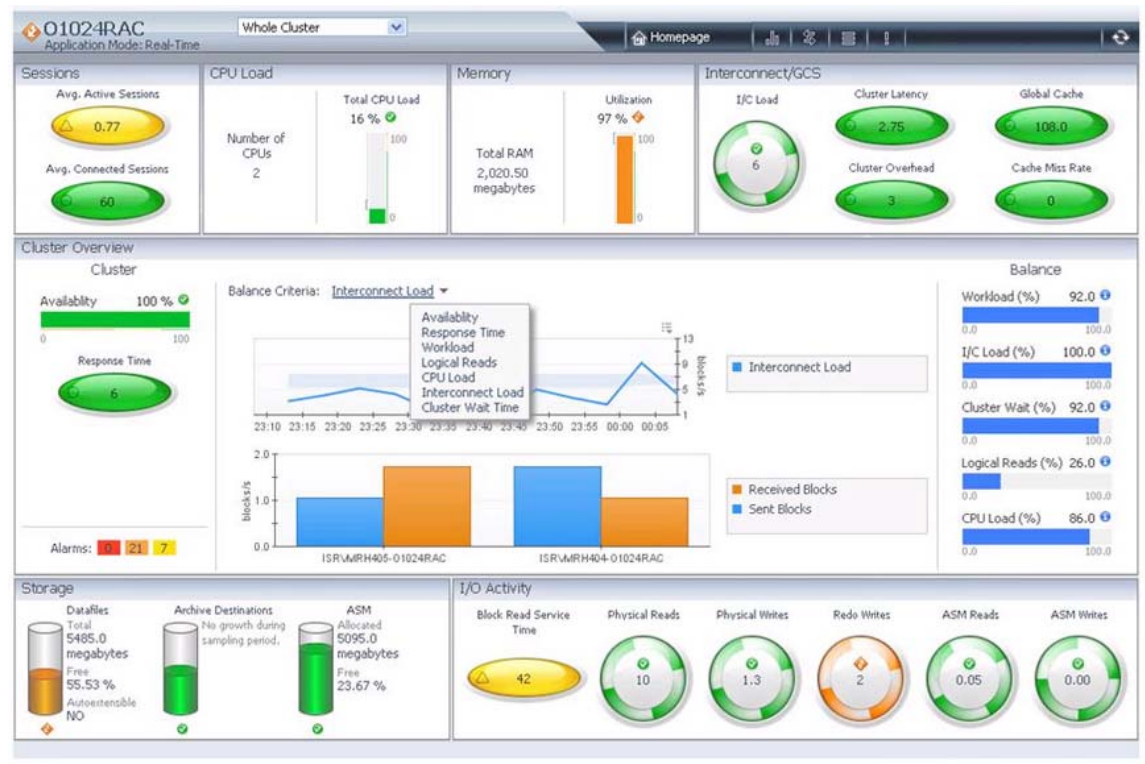 O1024RAC
Application Mode: Real-Time
Whole Cluster
Homepage
Sessions
Avg. Active Sessions
0.77
Avg. Connected Sessions
60
CPU Load
Number of
CPUs
2
Total CPU Load
16 %
100
0
Memory
Total RAM
2,020.50
megabytes
Utilization
97 %
100
0
Interconnect/GCS
I/C Load
6
Cluster Latency
2.75
Global Cache
108.0
Cluster Overhead
3
Cache Miss Rate
0
Cluster Overview
Cluster
Availablity 100 %
0 100
Response Time
6
Alarms: 0 21 7
Balance Criteria: Interconnect Load
Availablity
Response Time
Workload
Logical Reads
CPU Load
Interconnect Load
Cluster Wait Time
13
9
5
1
blocks/s
23:10 23:15 23:20 23:25 23:30 23:35 23:40 23:45 23:50 23:55 00:00 00:05
Interconnect Load
2.0
1.0
0.0
blocks/s
ISR\MRH405-O1024RAC
ISR\MRH404-O1024RAC
Received Blocks
Sent Blocks
Balance
Workload (%) 92.0
0.0 100.0
I/C Load (%) 100.0
0.0 100.0
Cluster Wait (%) 92.0
0.0 100.0
Logical Reads (%) 26.0
0.0 100.0
CPU Load (%) 86.0
0.0 100.0
Storage
Datafiles
Total
5485.0
megabytes
Free
55.53 %
Autoextensible
NO
Archive Destinations
No growth during
sampling period.
ASM
Allocated
5095.0
megabytes
Free
23.67 %
I/O Activity
Block Read Service
Time
42
Physical Reads
10
Physical Writes
1.3
Redo Writes
2
ASM Reads
0.05
ASM Writes
0.00